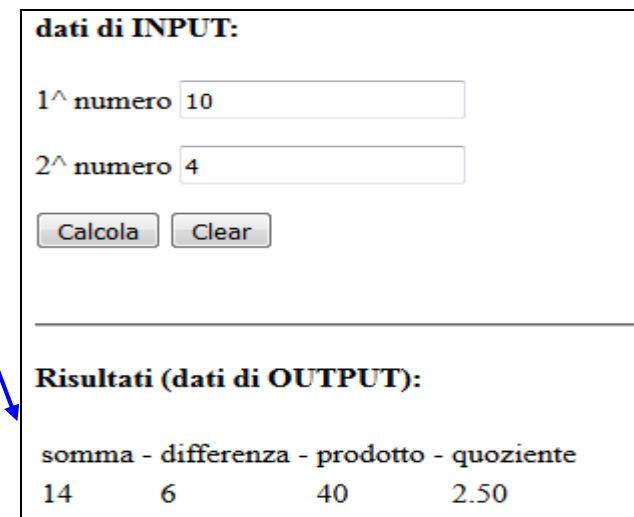 dati di INPUT:
1^ numero 10
2^ numero 4
Calcola Clear
Risultati (dati di OUTPUT):
somma - differenza - prodotto - quoziente
14 6 40 2.50